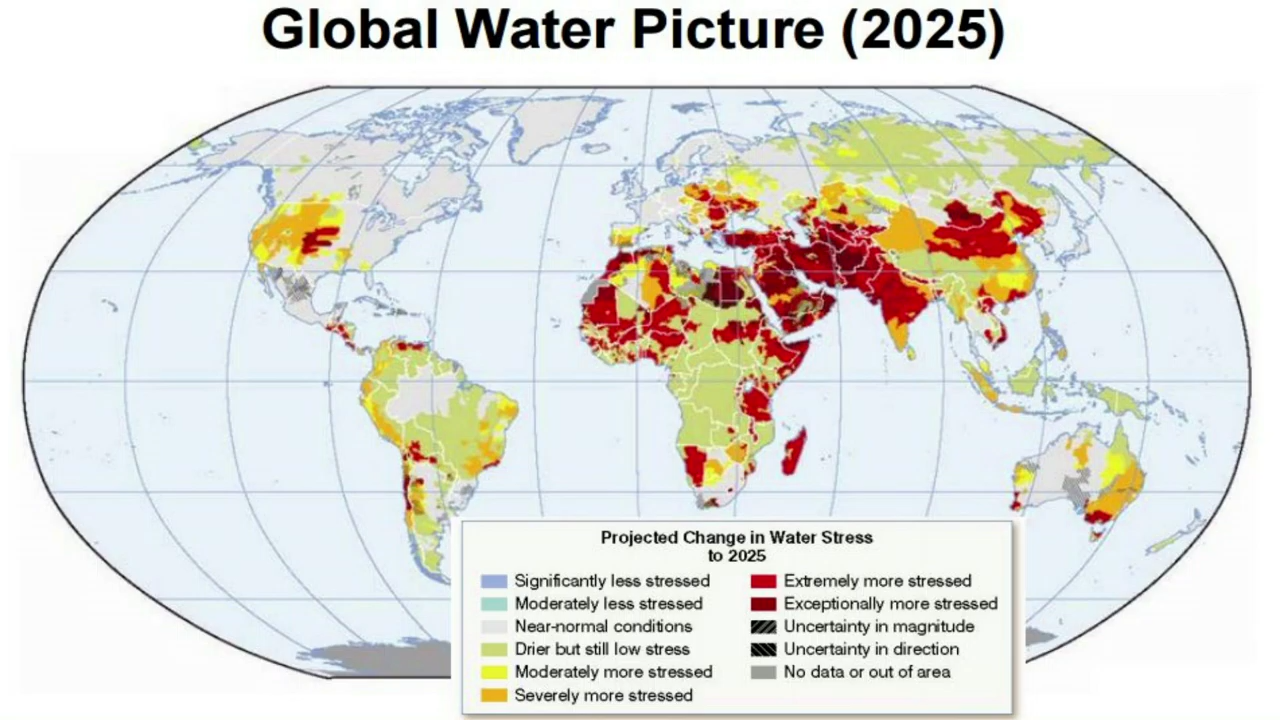 Global Water Picture (2025)
Projected Change in Water Stress
to 2025
Significantly less stressed
Moderately less stressed
Near-normal conditions
Drier but still low stress
Moderately more stressed
Severely more stressed
Extremely more stressed
Exceptionally more stressed
Uncertainty in magnitude
Uncertainty in direction
No data or out of area